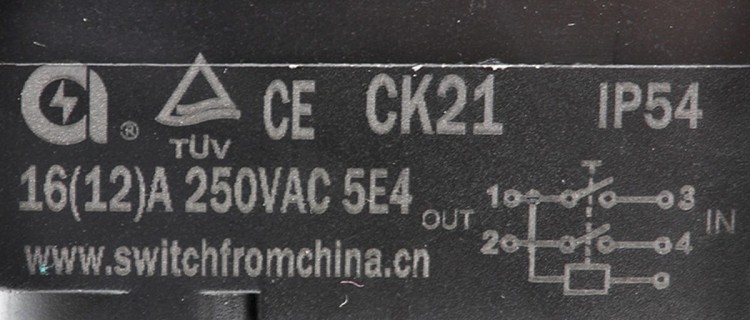 ® TÜV CE CK21 IP54
16(12)A 250VAC 5E4
OUT 1 3 IN
2 4
www.switchfromchina.cn